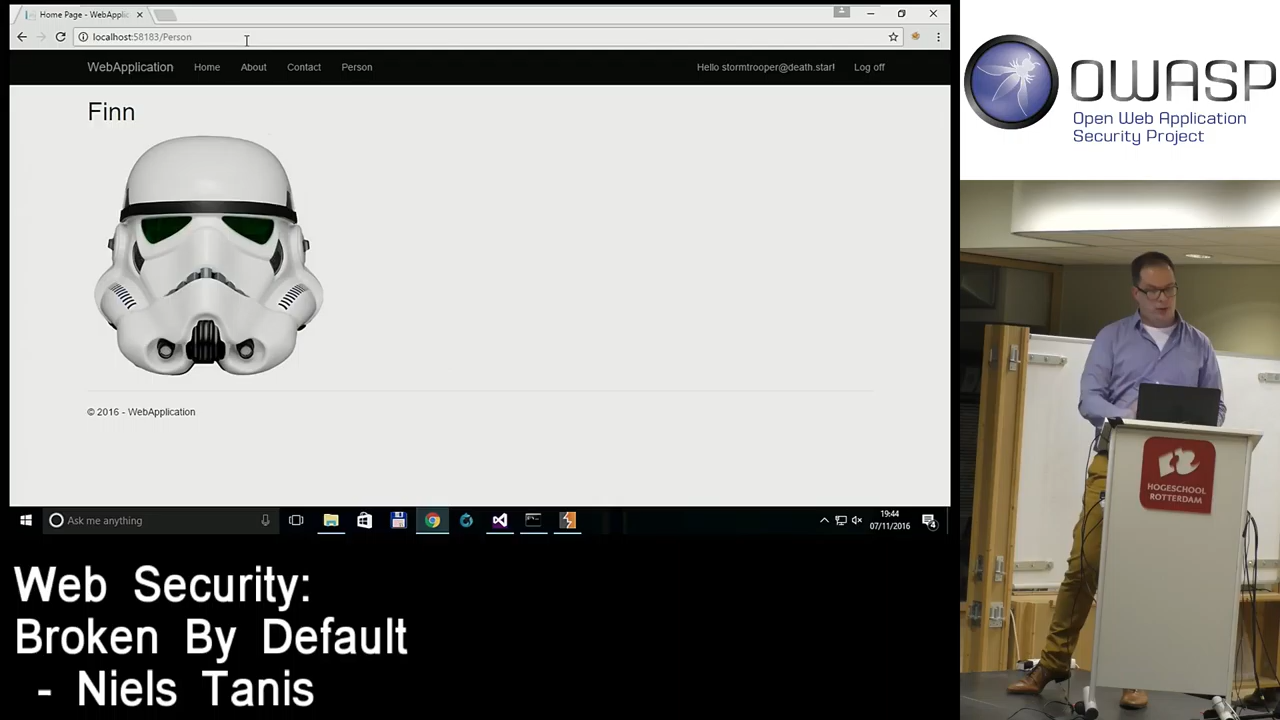 Home Page - WebApplic
localhost:58183/Person
WebApplication Home About Contact Person Hello stormtrooper@death.star! Log off
Finn
© 2016 - WebApplication
Ask me anything
19:44
07/11/2016
4
OWASP
Open Web Application
Security Project
HOGESCHOOL
ROTTERDAM
Web Security:
Broken By Default
- Niels Tanis